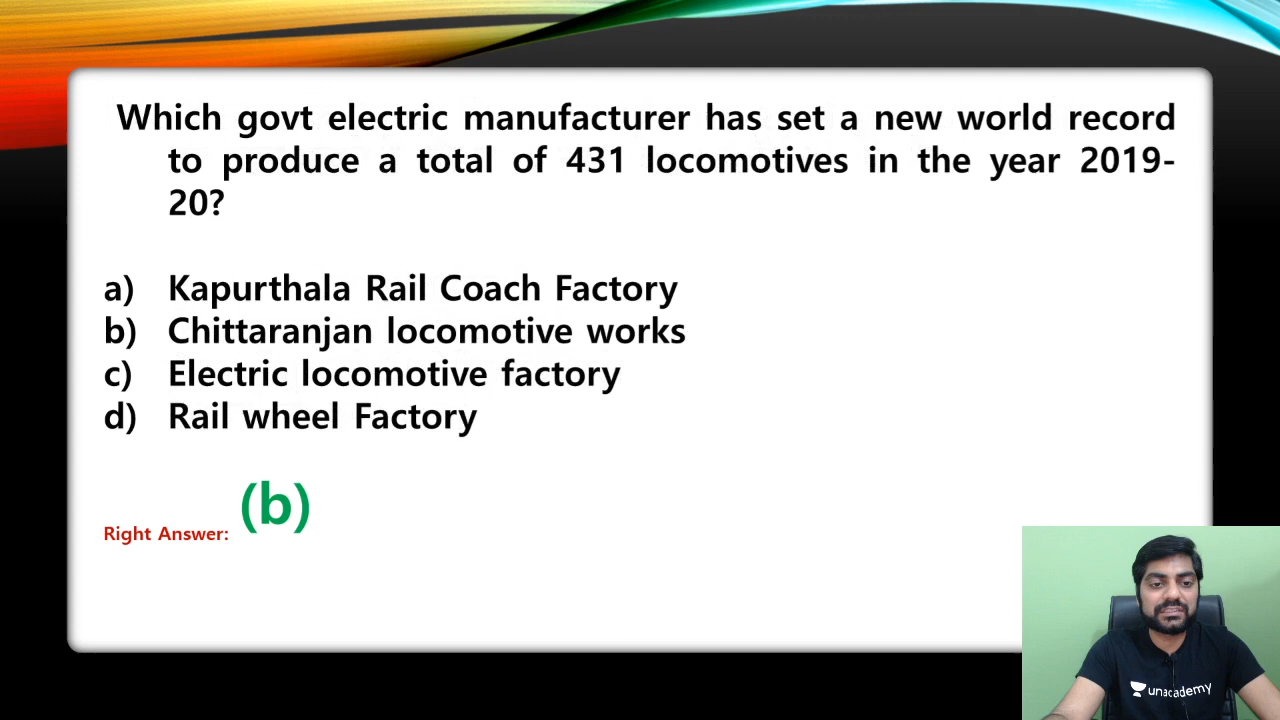 Which govt electric manufacturer has set a new world record
to produce a total of 431 locomotives in the year 2019-
20?
a) Kapurthala Rail Coach Factory
b) Chittaranjan locomotive works
c) Electric locomotive factory
d) Rail wheel Factory
Right Answer: (b)
unacademy